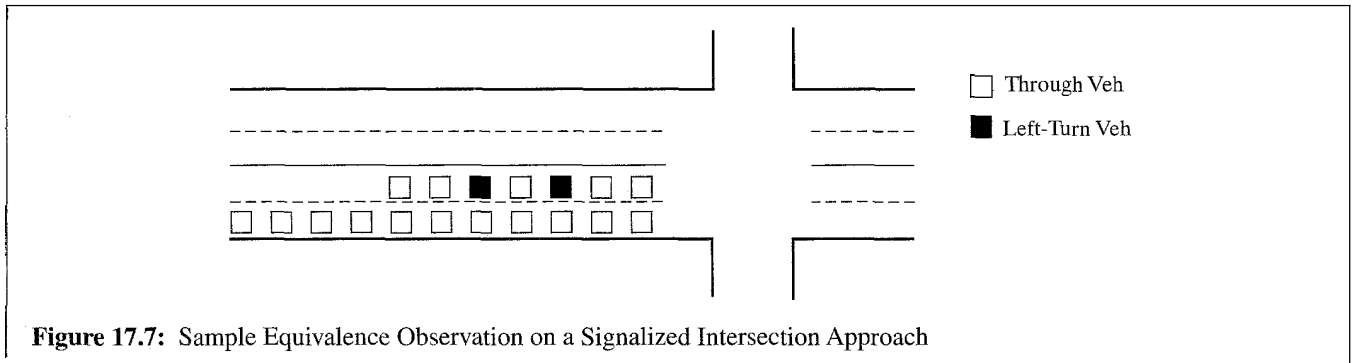 Through Veh
Left-Turn Veh
Figure 17.7: Sample Equivalence Observation on a Signalized Intersection Approach